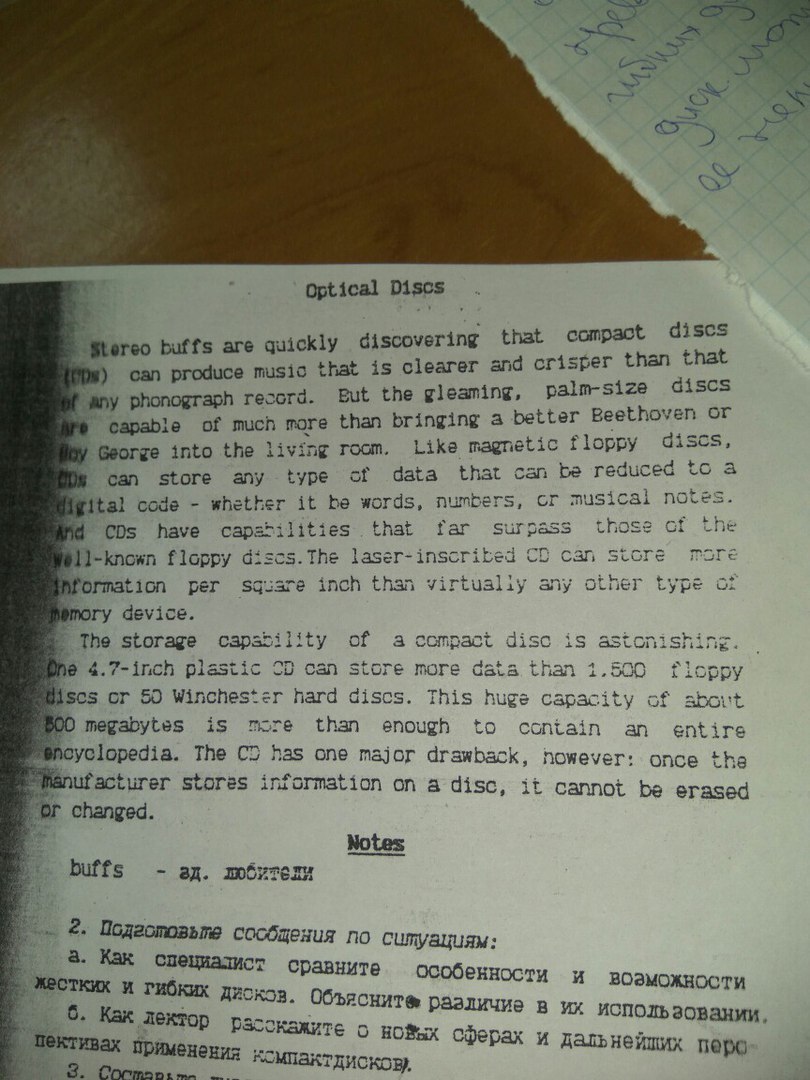 гибких
диск мож
ее
Optical Discs
Stereo buffs are quickly discovering that compact discs
(CDs) can produce music that is clearer and crisper than that
of any phonograph record. But the gleaming, palm-size discs
are capable of much more than bringing a better Beethoven or
Boy George into the living room. Like magnetic floppy discs,
CDs can store any type of data that can be reduced to a
digital code - whether it be words, numbers, or musical notes.
And CDs have capabilities that far surpass those of the
well-known floppy discs.The laser-inscribed CD can store more
information per square inch than virtually any other type of
memory device.
The storage capability of a compact disc is astonishing.
One 4.7-inch plastic CD can store more data than 1.500 floppy
discs or 50 Winchester hard discs. This huge capacity of about
500 megabytes is more than enough to contain an entire
encyclopedia. The CD has one major drawback, however: once the
manufacturer stores information on a disc, it cannot be erased
or changed.
Notes
buffs - зд. любители
2. Подготовьте сообщения по ситуациям:
а. Как специалист сравните особенности и возможности
жестких и гибких дисков. Объясните различие в их использовании.
б. Как лектор расскажите о новых сферах и дальнейших перс-
пективах применения компактдисков.
3. Составьте